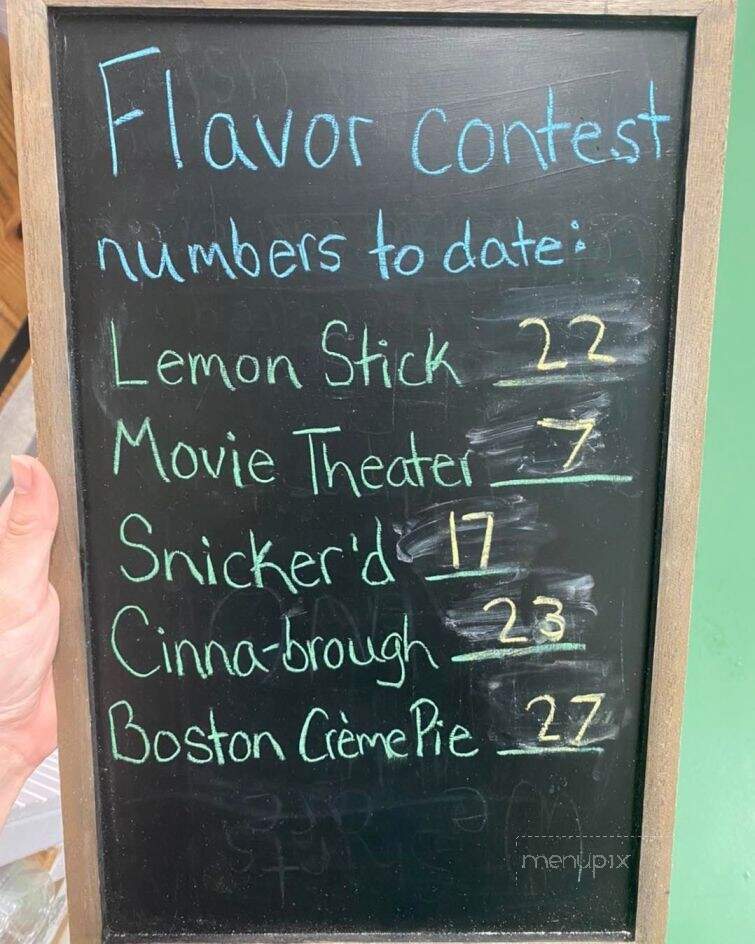 Flavor Contest
numbers to date:
Lemon Stick 22
Movie Theater 7
Snicker'd 17
Cinna-brough 23
Boston Crème Pie 27
menupix